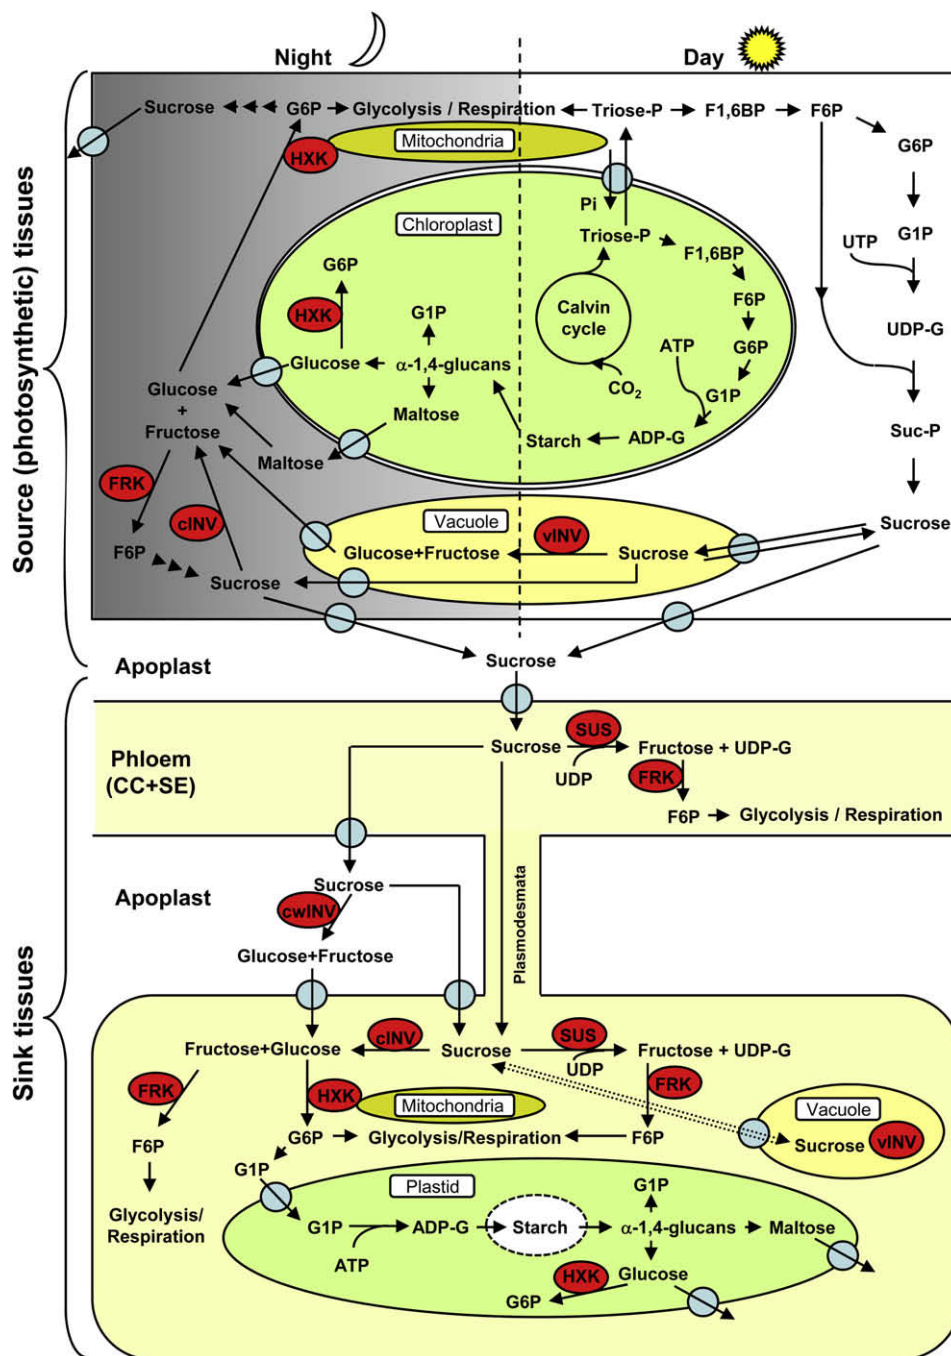 Night
Day
Source (photosynthetic) tissues
Sucrose
G6P
Glycolysis / Respiration
Triose-P
F1,6BP
F6P
HXK
Mitochondria
G6P
Pi
Chloroplast
Triose-P
F1,6BP
UTP
G1P
G6P
F6P
HXK
G1P
Calvin
cycle
ATP
G6P
UDP-G
Glucose
α-1,4-glucans
CO2
G1P
Glucose
+
Fructose
Maltose
Starch
ADP-G
Suc-P
Maltose
FRK
cINV
Vacuole
Sucrose
F6P
Glucose+Fructose
vINV
Sucrose
Sucrose
Apoplast
Sucrose
Sink tissues
Phloem
(CC+SE)
Sucrose
SUS
UDP
Fructose + UDP-G
FRK
F6P
Glycolysis / Respiration
Apoplast
Sucrose
cwINV
Glucose+Fructose
Plasmodesmata
Fructose+Glucose
cINV
Sucrose
SUS
UDP
Fructose + UDP-G
FRK
HXK
Mitochondria
FRK
Vacuole
Sucrose
vINV
F6P
G6P
Glycolysis/Respiration
F6P
G1P
Plastid
G1P
Glycolysis/
Respiration
G1P
ATP
ADP-G
Starch
α-1,4-glucans
Maltose
HXK
Glucose
G6P